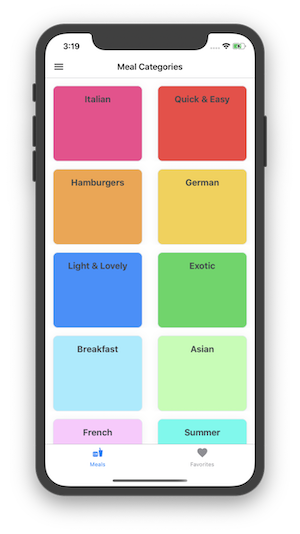 3:19
Meal Categories
Italian
Quick & Easy
Hamburgers
German
Light & Lovely
Exotic
Breakfast
Asian
French
Summer
Meals
Favorites